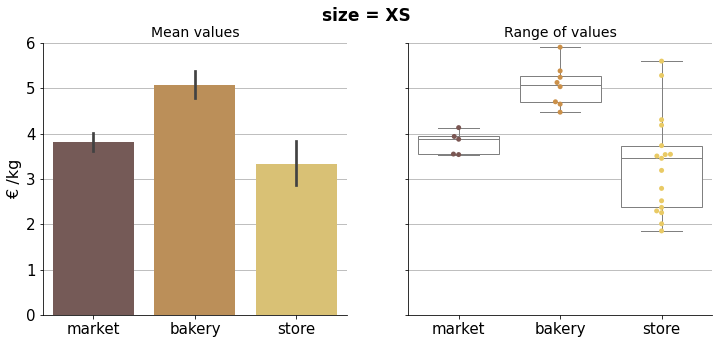 size = XS
Mean values
Range of values
€ /kg
6
5
4
3
2
1
0
market bakery store
market bakery store